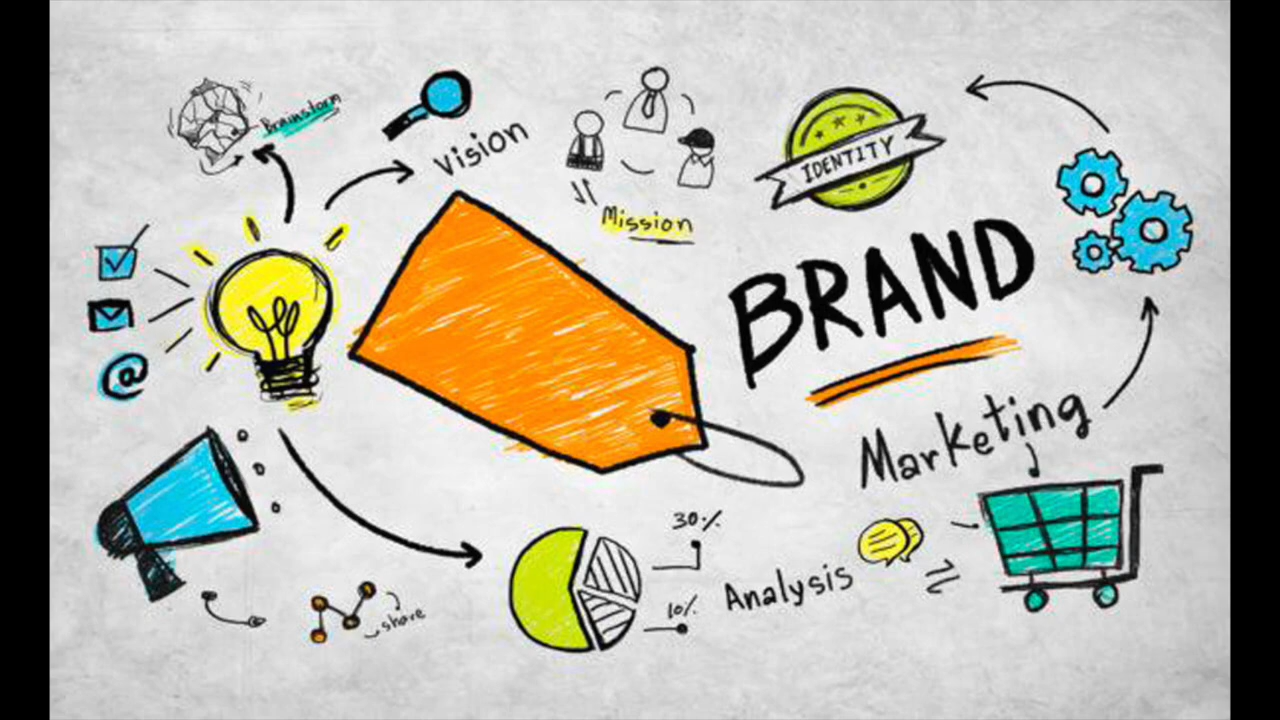 Brainstorm
vision
Mission
IDENTITY
BRAND
Marketing
@
30%
10%
Analysis
share